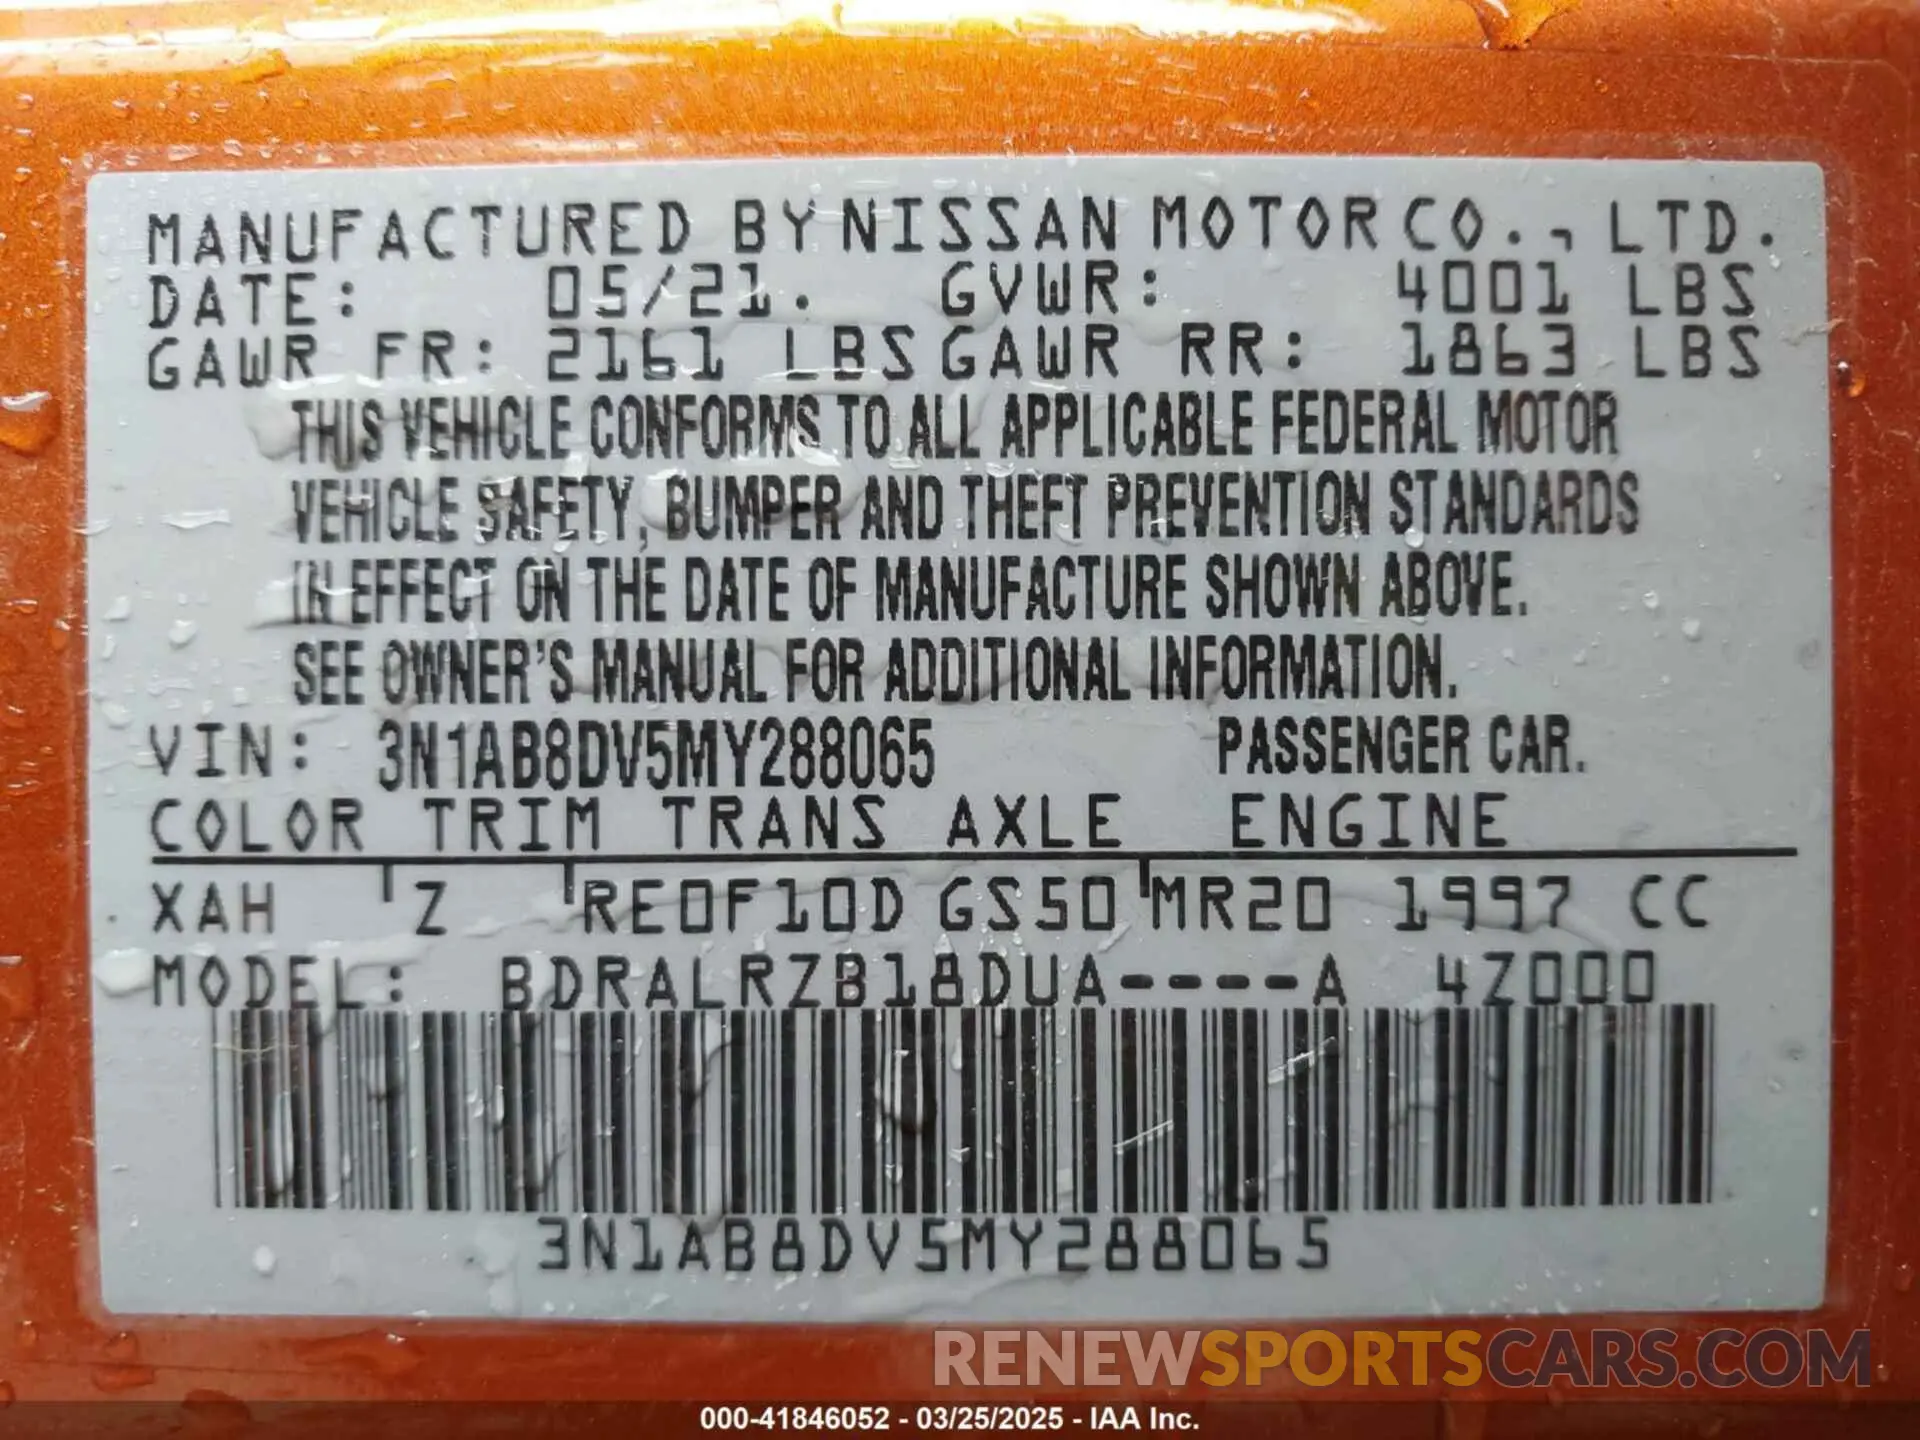 MANUFACTURED BY NISSAN MOTOR CO., LTD.
DATE: 05/21. GVWR: 4001 LBS
GAWR FR: 2161 LBS GAWR RR: 1863 LBS
THIS VEHICLE CONFORMS TO ALL APPLICABLE FEDERAL MOTOR
VEHICLE SAFETY, BUMPER AND THEFT PREVENTION STANDARDS
IN EFFECT ON THE DATE OF MANUFACTURE SHOWN ABOVE.
SEE OWNER'S MANUAL FOR ADDITIONAL INFORMATION.
VIN: 3N1AB8DV5MY288065 PASSENGER CAR.
COLOR TRIM TRANS AXLE ENGINE
XAH Z RE0F10D GS50 MR20 1997 CC
MODEL: BDRALRZB18DUA----A 4Z000
3N1AB8DV5MY288065
RENEWSPORTSCARS.COM
000-41846052 - 03/25/2025 - IAA Inc.